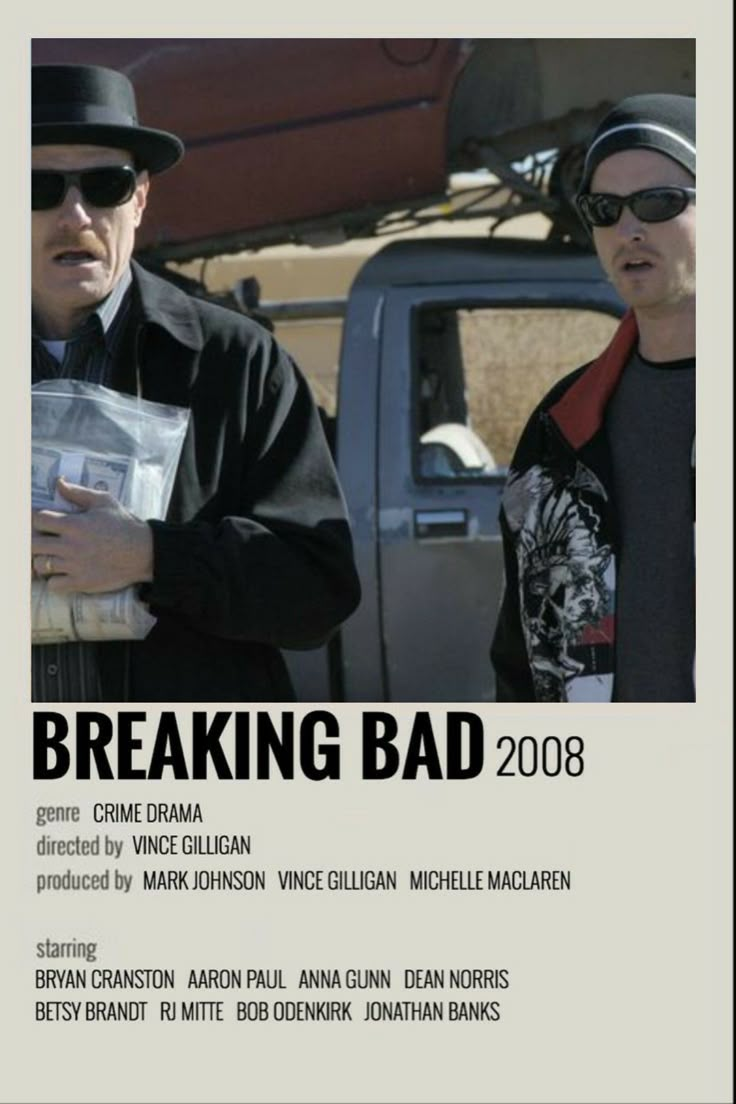 BREAKING BAD 2008
genre CRIME DRAMA
directed by VINCE GILLIGAN
produced by MARK JOHNSON VINCE GILLIGAN MICHELLE MACLAREN
starring
BRYAN CRANSTON AARON PAUL ANNA GUNN DEAN NORRIS
BETSY BRANDT RJ MITTE BOB ODENKIRK JONATHAN BANKS